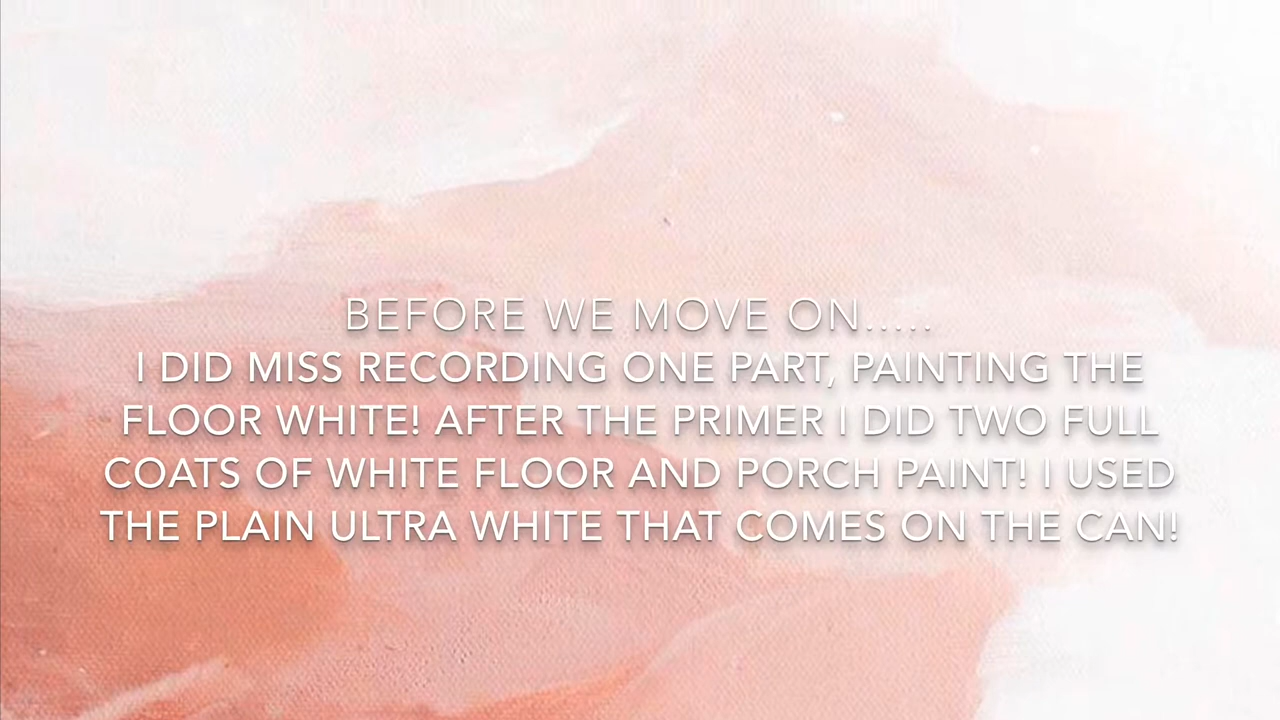 BEFORE WE MOVE ON.....
I DID MISS RECORDING ONE PART, PAINTING THE
FLOOR WHITE! AFTER THE PRIMER I DID TWO FULL
COATS OF WHITE FLOOR AND PORCH PAINT! I USED
THE PLAIN ULTRA WHITE THAT COMES ON THE CAN!